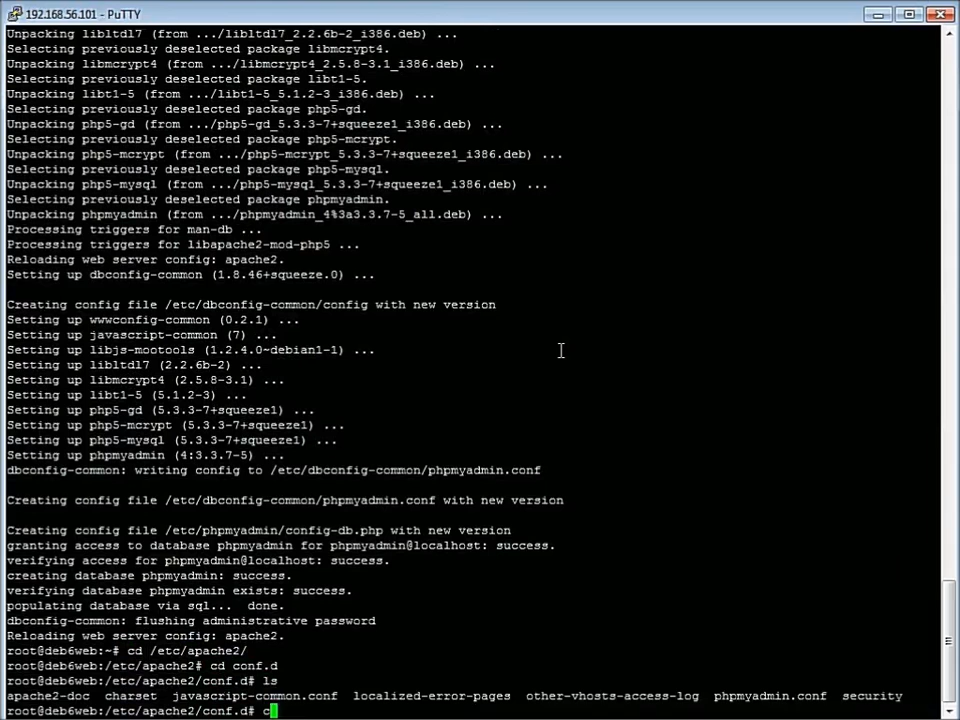 192.168.56.101 - PuTTY
Unpacking libltdl7 (from .../libltdl7_2.2.6b-2_i386.deb) ...
Selecting previously deselected package libmcrypt4.
Unpacking libmcrypt4 (from .../libmcrypt4_2.5.8-3.1_i386.deb) ...
Selecting previously deselected package libt1-5.
Unpacking libt1-5 (from .../libt1-5_5.1.2-3_i386.deb) ...
Selecting previously deselected package php5-gd.
Unpacking php5-gd (from .../php5-gd_5.3.3-7+squeeze1_i386.deb) ...
Selecting previously deselected package php5-mcrypt.
Unpacking php5-mcrypt (from .../php5-mcrypt_5.3.3-7+squeeze1_i386.deb) ...
Selecting previously deselected package php5-mysql.
Unpacking php5-mysql (from .../php5-mysql_5.3.3-7+squeeze1_i386.deb) ...
Selecting previously deselected package phpmyadmin.
Unpacking phpmyadmin (from .../phpmyadmin_4%3a3.3.7-5_all.deb) ...
Processing triggers for man-db ...
Processing triggers for libapache2-mod-php5 ...
Reloading web server config: apache2.
Setting up dbconfig-common (1.8.46+squeeze.0) ...
Creating config file /etc/dbconfig-common/config with new version
Setting up wwwconfig-common (0.2.1) ...
Setting up javascript-common (7) ...
Setting up libjs-mootools (1.2.4.0~debian1-1) ...
Setting up libltdl7 (2.2.6b-2) ...
Setting up libmcrypt4 (2.5.8-3.1) ...
Setting up libt1-5 (5.1.2-3) ...
Setting up php5-gd (5.3.3-7+squeeze1) ...
Setting up php5-mcrypt (5.3.3-7+squeeze1) ...
Setting up php5-mysql (5.3.3-7+squeeze1) ...
Setting up phpmyadmin (4:3.3.7-5) ...
dbconfig-common: writing config to /etc/dbconfig-common/phpmyadmin.conf
Creating config file /etc/dbconfig-common/phpmyadmin.conf with new version
Creating config file /etc/phpmyadmin/config-db.php with new version
granting access to database phpmyadmin for phpmyadmin@localhost: success.
verifying access for phpmyadmin@localhost: success.
creating database phpmyadmin: success.
verifying database phpmyadmin exists: success.
populating database via sql...  done.
dbconfig-common: flushing administrative password
Reloading web server config: apache2.
root@deb6web:~# cd /etc/apache2/
root@deb6web:/etc/apache2# cd conf.d
root@deb6web:/etc/apache2/conf.d# ls
apache2-doc  charset  javascript-common.conf  localized-error-pages  other-vhosts-access-log  phpmyadmin.conf  security
root@deb6web:/etc/apache2/conf.d# c